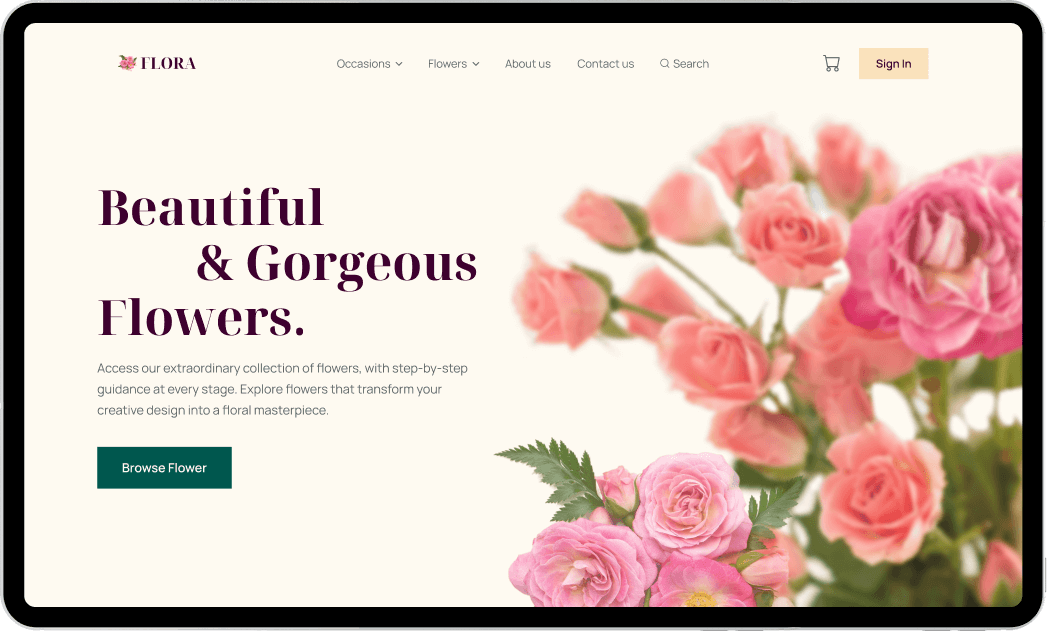 FLORA
Occasions
Flowers
About us
Contact us
Search
Sign In
Beautiful
& Gorgeous
Flowers.
Access our extraordinary collection of flowers, with step-by-step
guidance at every stage. Explore flowers that transform your
creative design into a floral masterpiece.
Browse Flower